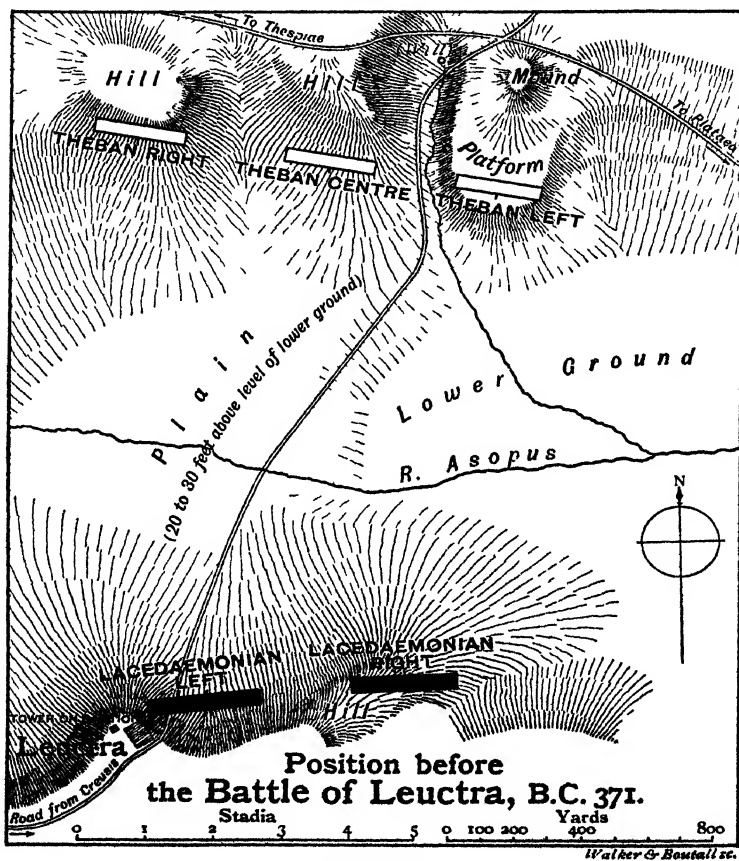 To Thespiae
(Well)
Hill
Hill
Mound
To Plataea
THEBAN RIGHT
THEBAN CENTRE
Platform
THEBAN LEFT
Plain
(20 to 30 feet above level of lower ground)
Lower Ground
R. Asopus
N
LACEDAEMONIAN
LEFT
LACEDAEMONIAN
RIGHT
Hill
TOWER ON
Leuctra
Road from Creusis
Position before
the Battle of Leuctra, B.C. 371.
Stadia
Yards
0 1 2 3 4 5
0 100 200 400 800
Walker & Boutall sc.